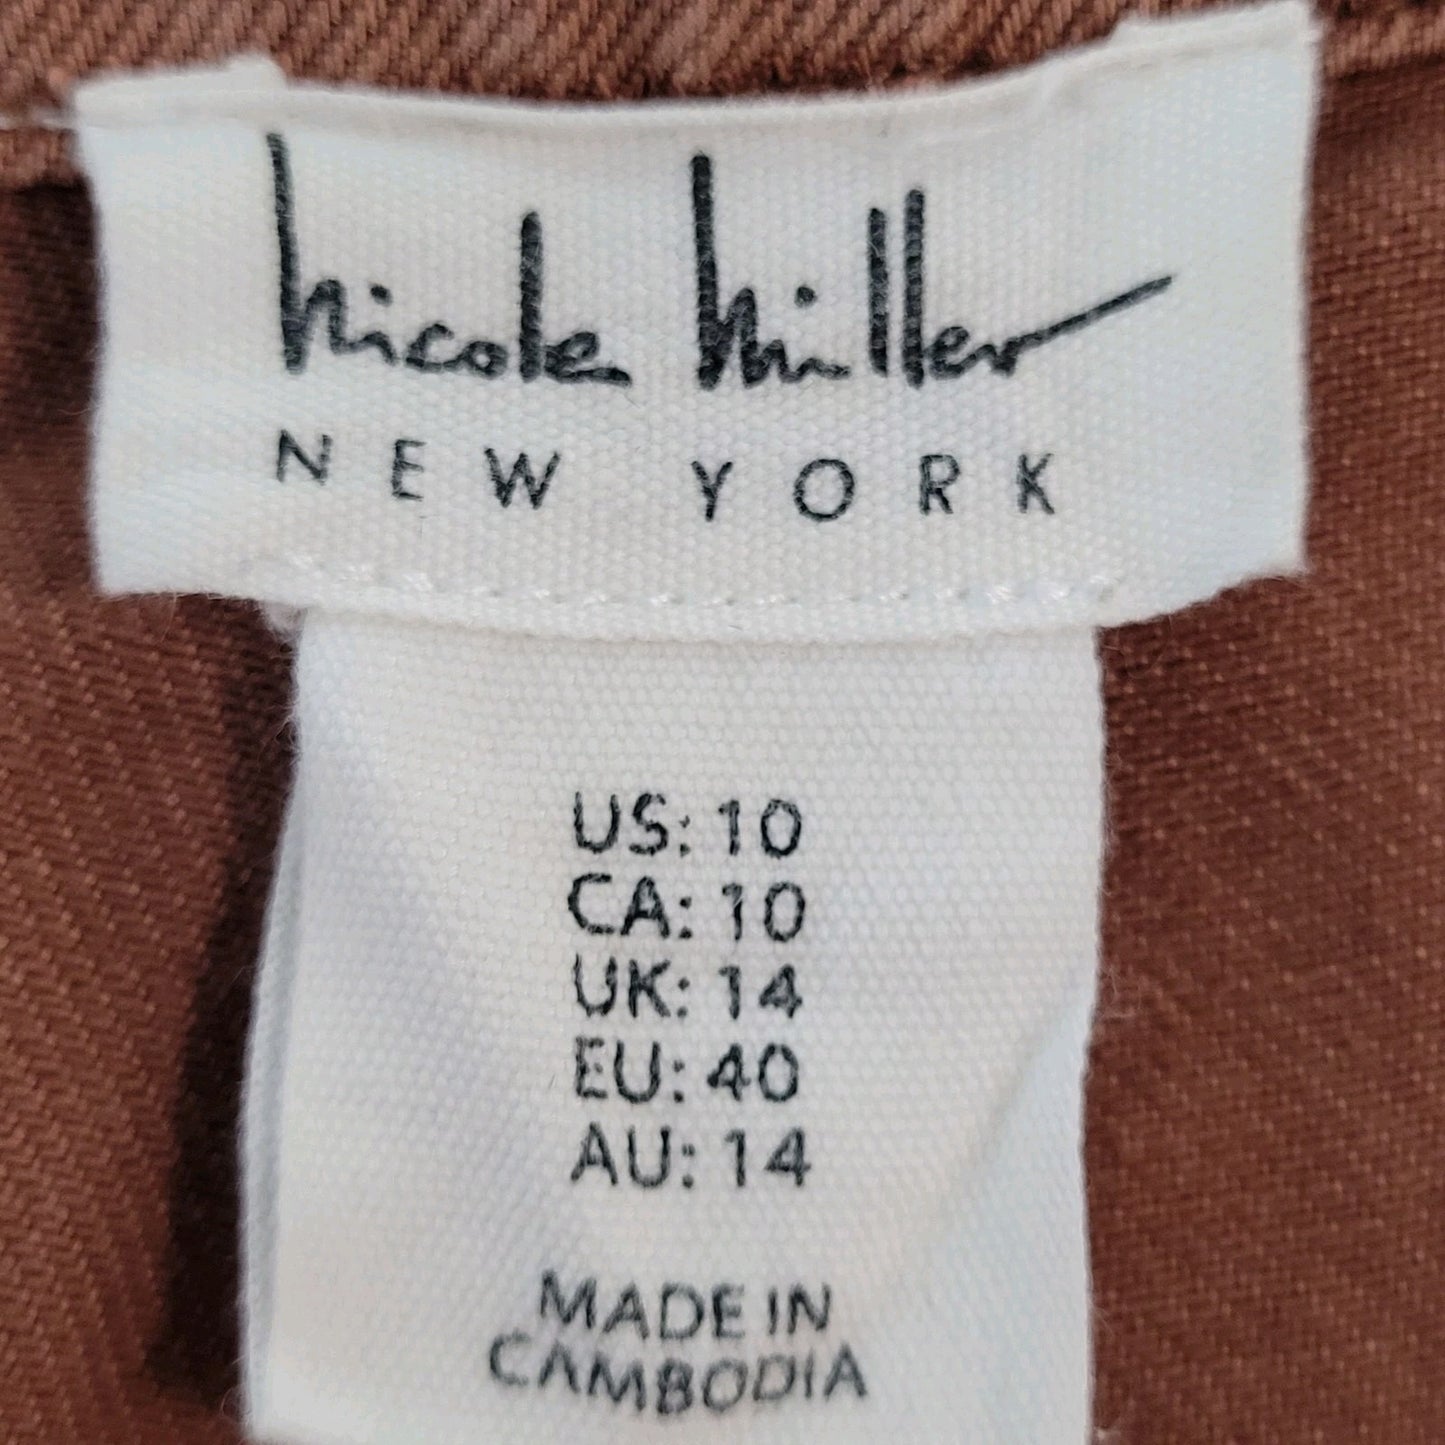 nicole miller
NEW YORK
US: 10
CA: 10
UK: 14
EU: 40
AU: 14
MADE IN
CAMBODIA